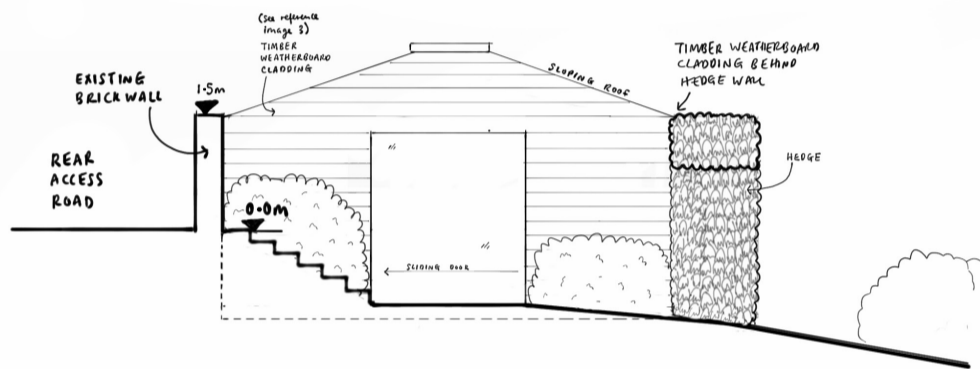 (see reference
image 3)
TIMBER
WEATHERBOARD
CLADDING
EXISTING
BRICK WALL
1.5m
REAR
ACCESS
ROAD
0.0m
SLOPING ROOF
SLIDING DOOR
TIMBER WEATHERBOARD
CLADDING BEHIND
HEDGE WALL
HEDGE